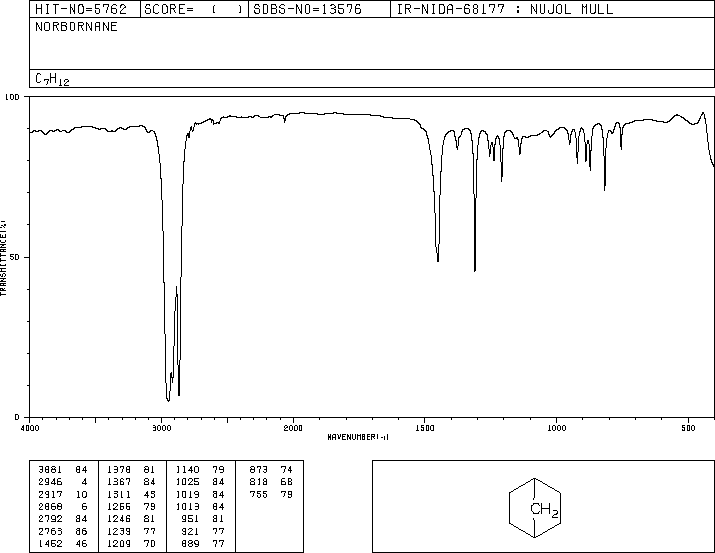 HIT-NO=5762 SCORE= ( ) SDBS-NO=13576 IR-NIDA-68177 : NUJOL MULL
NORBORNANE
C7H12
100
50
0
TRANSMITTANCE(%)
4000 3000 2000 1500 1000 500
WAVENUMBER(-1)
3881 84 1378 81 1140 79 873 74
2946 4 1367 84 1025 84 818 68
2917 10 1311 45 1019 84 755 79
2868 6 1255 79 1013 84
2792 84 1246 81 951 81
2763 86 1239 77 921 77
1452 46 1209 70 889 77
CH2